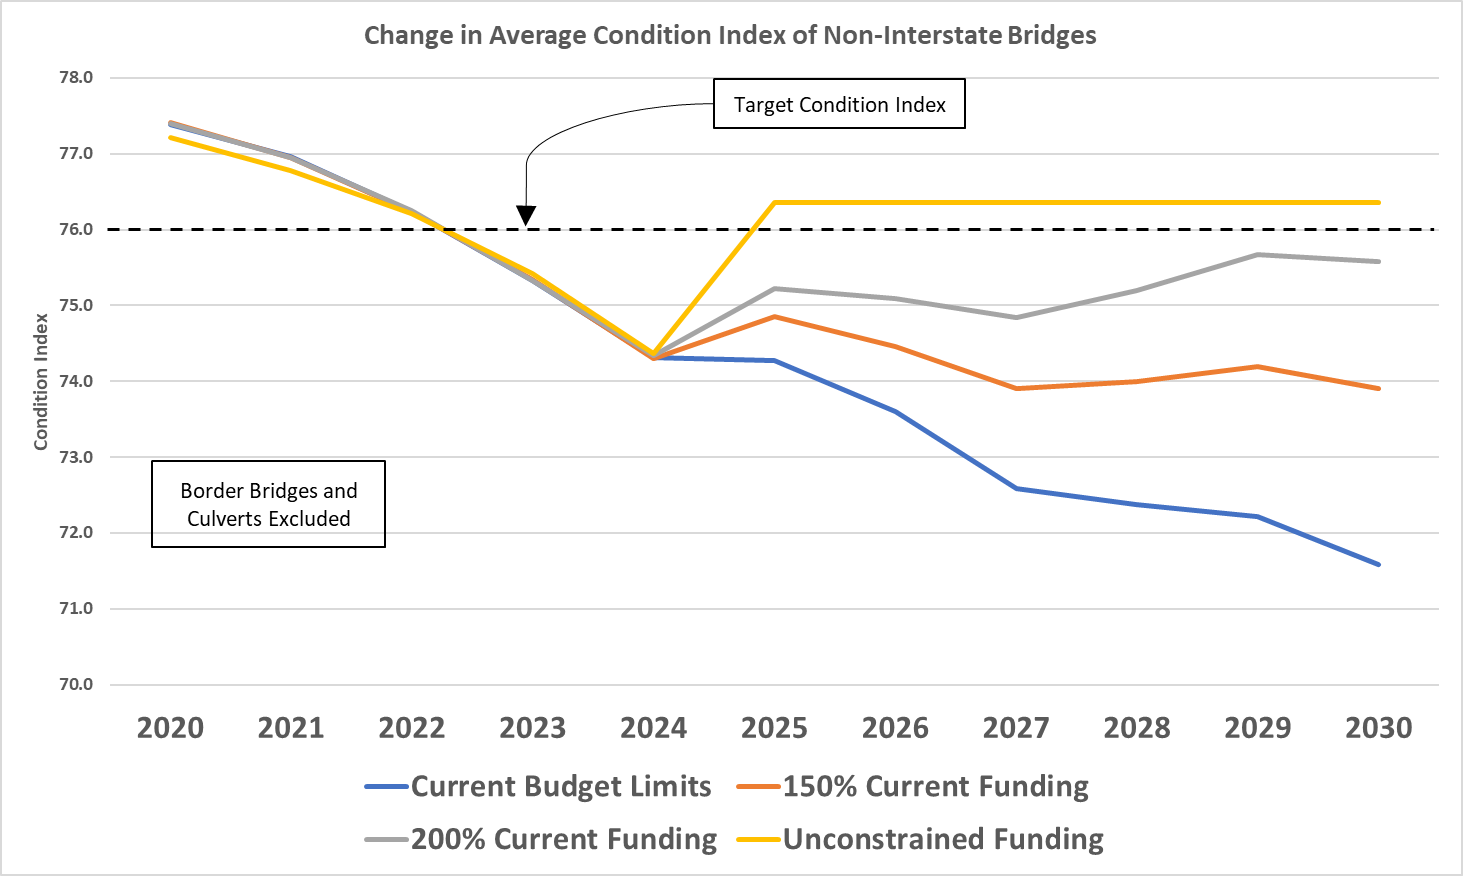 Change in Average Condition Index of Non-Interstate Bridges
78.0
Target Condition Index
77.0
76.0
75.0
Condition Index
74.0
73.0
Border Bridges and
Culverts Excluded
72.0
71.0
70.0
2020 2021 2022 2023 2024 2025 2026 2027 2028 2029 2030
Current Budget Limits 150% Current Funding
200% Current Funding Unconstrained Funding